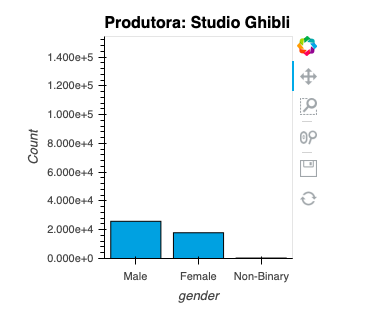 Produtora: Studio Ghibli
1.400e+5
1.200e+5
1.000e+5
8.000e+4
6.000e+4
4.000e+4
2.000e+4
0.000e+0
Count
Male Female Non-Binary
gender